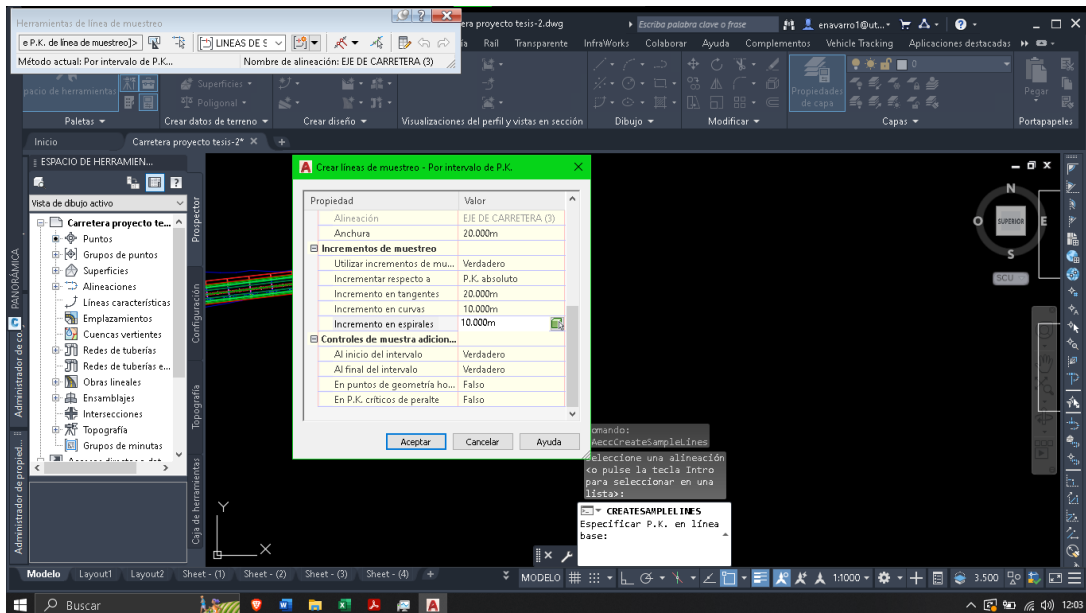 Herramientas de línea de muestreo
era proyecto tesis-2.dwg
Escriba palabra clave o frase
enavarro1@ut...
e P.K. de línea de muestreo]>
LINEAS DE S
Método actual: Por intervalo de P.K...
Nombre de alineación: EJE DE CARRETERA (3)
ía Rail Transparente InfraWorks Colaborar Ayuda Complementos Vehicle Tracking Aplicaciones destacadas
pacio de herramientas
Superficies
Poligonal
0
Propiedades
de capa
Pegar
Paletas
Crear datos de terreno
Crear diseño
Visualizaciones del perfil y vistas en sección
Dibujo
Modificar
Capas
Portapapeles
Inicio
Carretera proyecto tesis-2*
ESPACIO DE HERRAMIEN...
Vista de dibujo activo
Carretera proyecto te...
Puntos
Grupos de puntos
Superficies
Alineaciones
Líneas características
Emplazamientos
Cuencas vertientes
Redes de tuberías
Redes de tuberías e...
Obras lineales
Ensamblajes
Intersecciones
Topografía
Grupos de minutas
Prospector
Configuración
Topografía
Caja de herramientas
PANORÁMICA
Administrador de co...
Administrador de propied...
Crear líneas de muestreo - Por intervalo de P.K.
Propiedad Valor
Alineación EJE DE CARRETERA (3)
Anchura 20.000m
Incrementos de muestreo
Utilizar incrementos de mu... Verdadero
Incrementar respecto a P.K. absoluto
Incremento en tangentes 20.000m
Incremento en curvas 10.000m
Incremento en espirales 10.000m
Controles de muestra adicion...
Al inicio del intervalo Verdadero
Al final del intervalo Verdadero
En puntos de geometría ho... Falso
En P.K. críticos de peralte Falso
Aceptar Cancelar Ayuda
N
O SUPERIOR E
S
SCU
omando:
AeccCreateSampleLines
Seleccione una alineación
<o pulse la tecla Intro
para seleccionar en una
lista>:
CREATESAMPLELINES
Especificar P.K. en línea
base:
Y
X
Modelo Layout1 Layout2 Sheet - (1) Sheet - (2) Sheet - (3) Sheet - (4) +
MODELO
1:1000
3.500
Buscar
12:03